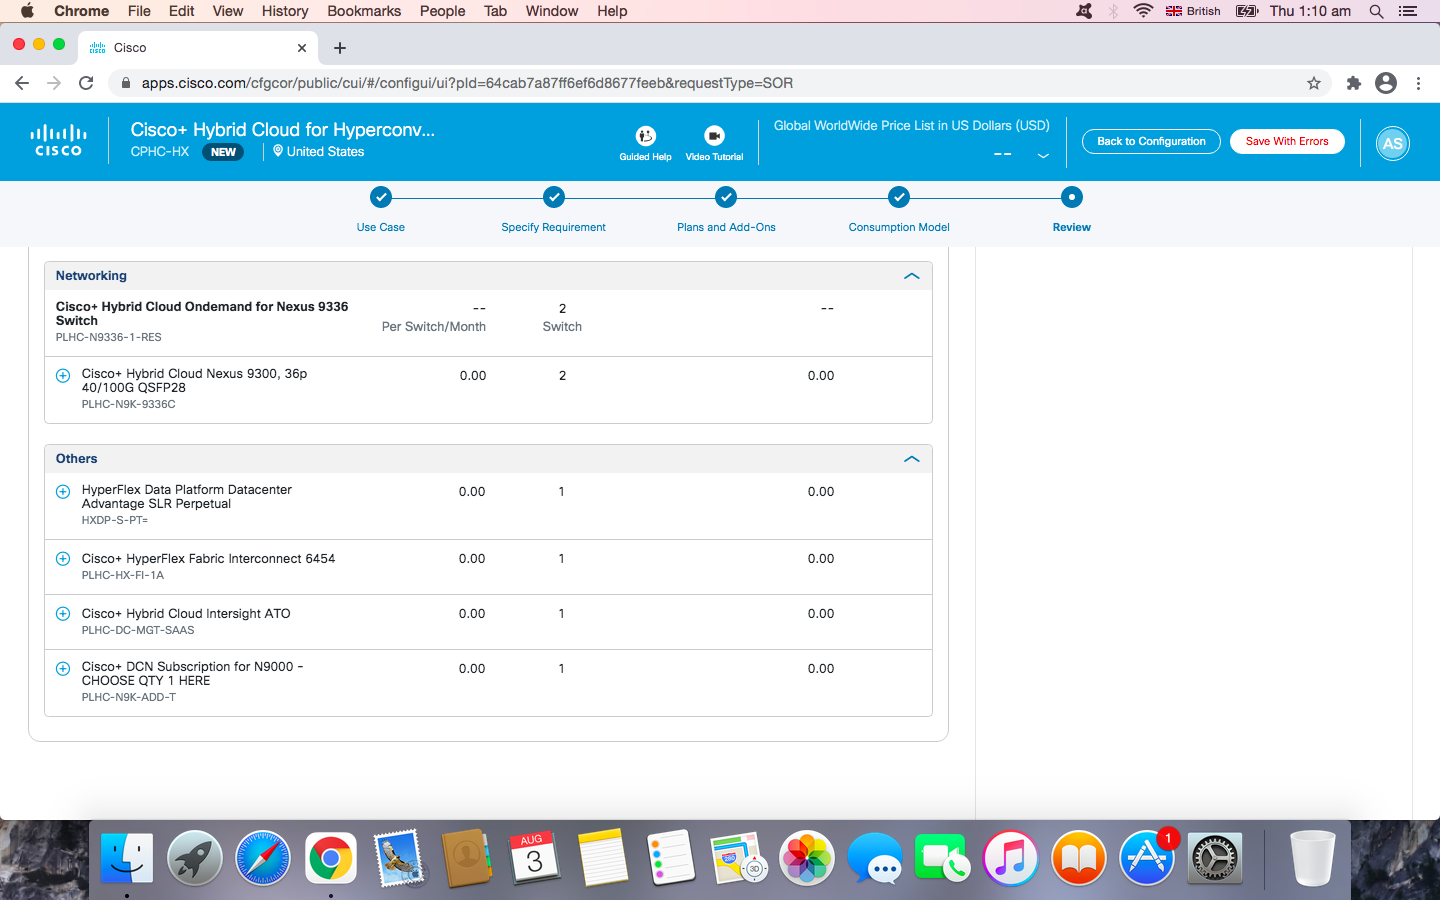 Chrome File Edit View History Bookmarks People Tab Window Help British Thu 1:10 am
Cisco
apps.cisco.com/cfgcor/public/cui/#/configui/ui?pId=64cab7a87ff6ef6d8677feeb&requestType=SOR
CISCO
Cisco+ Hybrid Cloud for Hyperconv...
CPHC-HX NEW United States
Guided Help
Video Tutorial
Global WorldWide Price List in US Dollars (USD)
--
Back to Configuration
Save With Errors
AS
Use Case
Specify Requirement
Plans and Add-Ons
Consumption Model
Review
Networking
Cisco+ Hybrid Cloud Ondemand for Nexus 9336 Switch
PLHC-N9336-1-RES
--
Per Switch/Month
2
Switch
--
Cisco+ Hybrid Cloud Nexus 9300, 36p
40/100G QSFP28
PLHC-N9K-9336C
0.00 2 0.00
Others
HyperFlex Data Platform Datacenter
Advantage SLR Perpetual
HXDP-S-PT=
0.00 1 0.00
Cisco+ HyperFlex Fabric Interconnect 6454
PLHC-HX-FI-1A
0.00 1 0.00
Cisco+ Hybrid Cloud Intersight ATO
PLHC-DC-MGT-SAAS
0.00 1 0.00
Cisco+ DCN Subscription for N9000 -
CHOOSE QTY 1 HERE
PLHC-N9K-ADD-T
0.00 1 0.00
AUG
3
280
3D
1